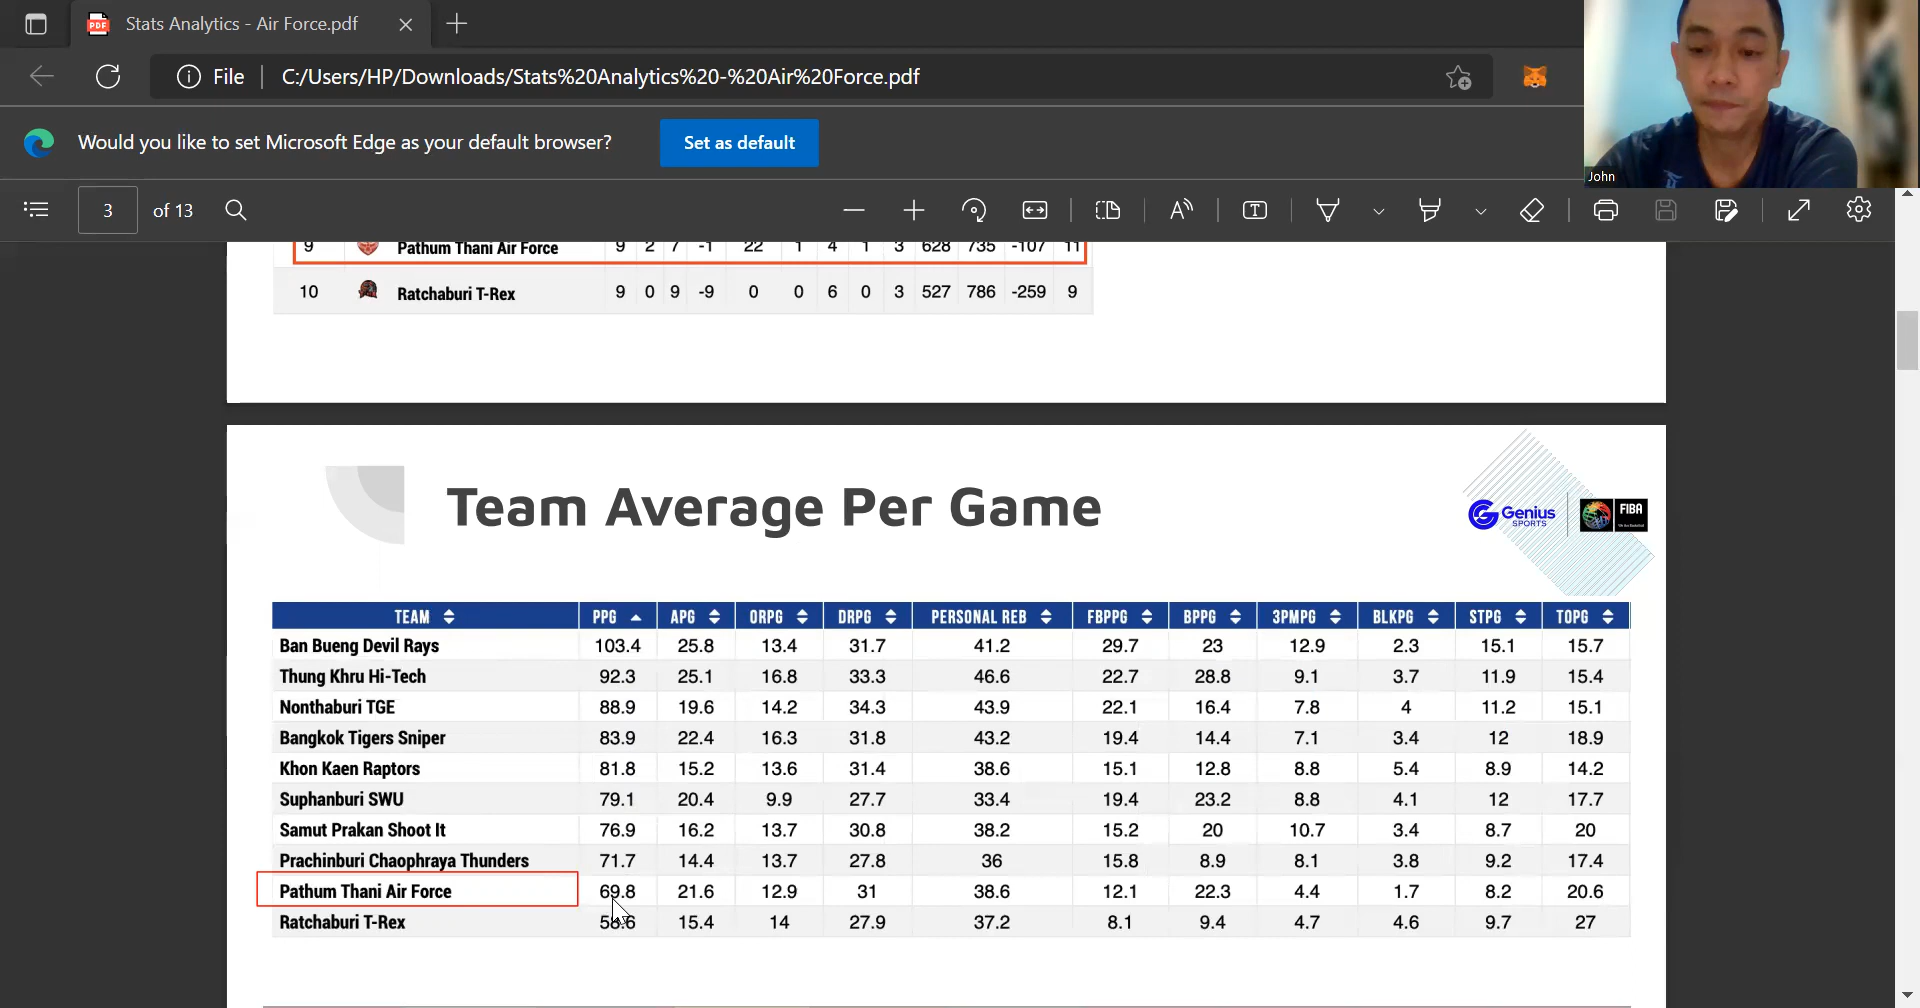 Stats Analytics - Air Force.pdf
File C:/Users/HP/Downloads/Stats%20Analytics%20-%20Air%20Force.pdf
Would you like to set Microsoft Edge as your default browser? Set as default
John
3 of 13
9 Pathum Thani Air Force 9 2 7 -1 22 1 4 1 3 628 735 -107 11
10 Ratchaburi T-Rex 9 0 9 -9 0 0 6 0 3 527 786 -259 9
Team Average Per Game
Genius SPORTS FIBA
TEAM PPG APG ORPG DRPG PERSONAL REB FBPPG BPPG 3PMPG BLKPG STPG TOPG
Ban Bueng Devil Rays 103.4 25.8 13.4 31.7 41.2 29.7 23 12.9 2.3 15.1 15.7
Thung Khru Hi-Tech 92.3 25.1 16.8 33.3 46.6 22.7 28.8 9.1 3.7 11.9 15.4
Nonthaburi TGE 88.9 19.6 14.2 34.3 43.9 22.1 16.4 7.8 4 11.2 15.1
Bangkok Tigers Sniper 83.9 22.4 16.3 31.8 43.2 19.4 14.4 7.1 3.4 12 18.9
Khon Kaen Raptors 81.8 15.2 13.6 31.4 38.6 15.1 12.8 8.8 5.4 8.9 14.2
Suphanburi SWU 79.1 20.4 9.9 27.7 33.4 19.4 23.2 8.8 4.1 12 17.7
Samut Prakan Shoot It 76.9 16.2 13.7 30.8 38.2 15.2 20 10.7 3.4 8.7 20
Prachinburi Chaophraya Thunders 71.7 14.4 13.7 27.8 36 15.8 8.9 8.1 3.8 9.2 17.4
Pathum Thani Air Force 69.8 21.6 12.9 31 38.6 12.1 22.3 4.4 1.7 8.2 20.6
Ratchaburi T-Rex 58.6 15.4 14 27.9 37.2 8.1 9.4 4.7 4.6 9.7 27